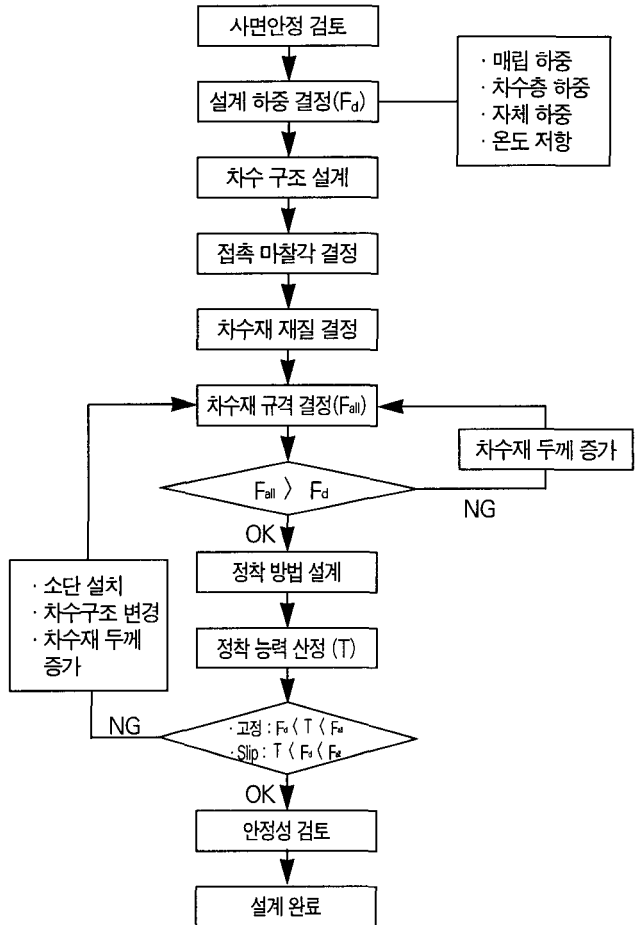 사면안정 검토
설계 하중 결정(Fd)
· 매립 하중
· 차수층 하중
· 자체 하중
· 온도 저항
차수 구조 설계
접촉 마찰각 결정
차수재 재질 결정
차수재 규격 결정(Fall)
차수재 두께 증가
Fall 〉 Fd
NG
OK
정착 방법 설계
· 소단 설치
· 차수구조 변경
· 차수재 두께
증가
정착 능력 산정 (T)
NG
· 고정 : Fd 〈 T 〈 Fall
· Slip : T 〈 Fd 〈 Fall
OK
안정성 검토
설계 완료